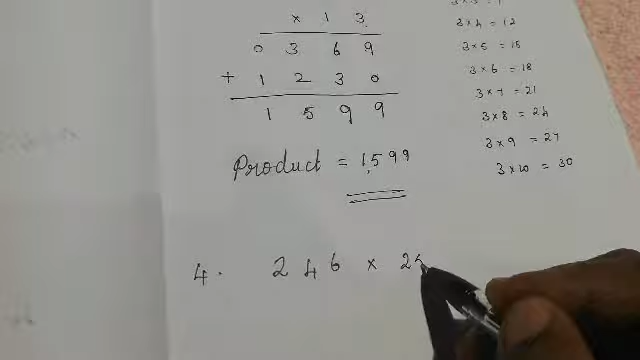 × 1 3
0 3 6 9
+ 1 2 3 0
1 5 9 9
Product = 1,599
4. 246 × 2
3×4 = 12
3×5 = 15
3×6 = 18
3×7 = 21
3×8 = 24
3×9 = 27
3×10 = 30